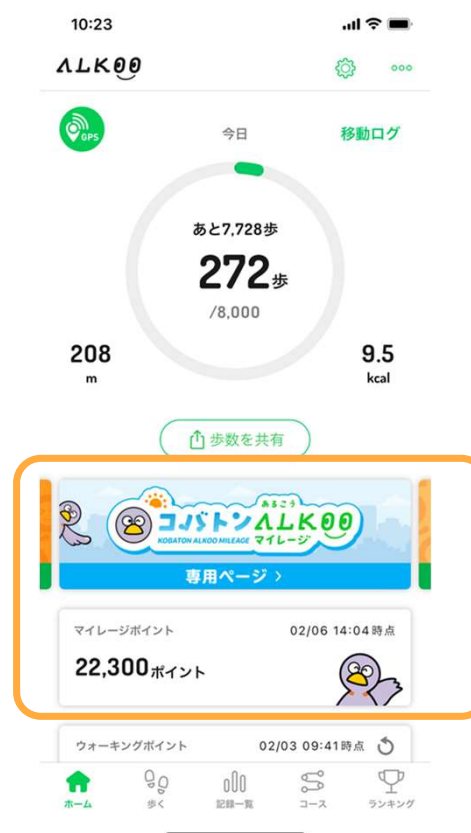 10:23
ALKOO
GPS
今日
移動ログ
あと7,728歩
272歩
/8,000
208
m
9.5
kcal
歩数を共有
コバトン ALKOO マイレージ
あるこう
KOBATON ALKOO MILEAGE
専用ページ >
マイレージポイント
02/06 14:04時点
22,300ポイント
ウォーキングポイント
02/03 09:41時点
ホーム
歩く
記録一覧
コース
ランキング